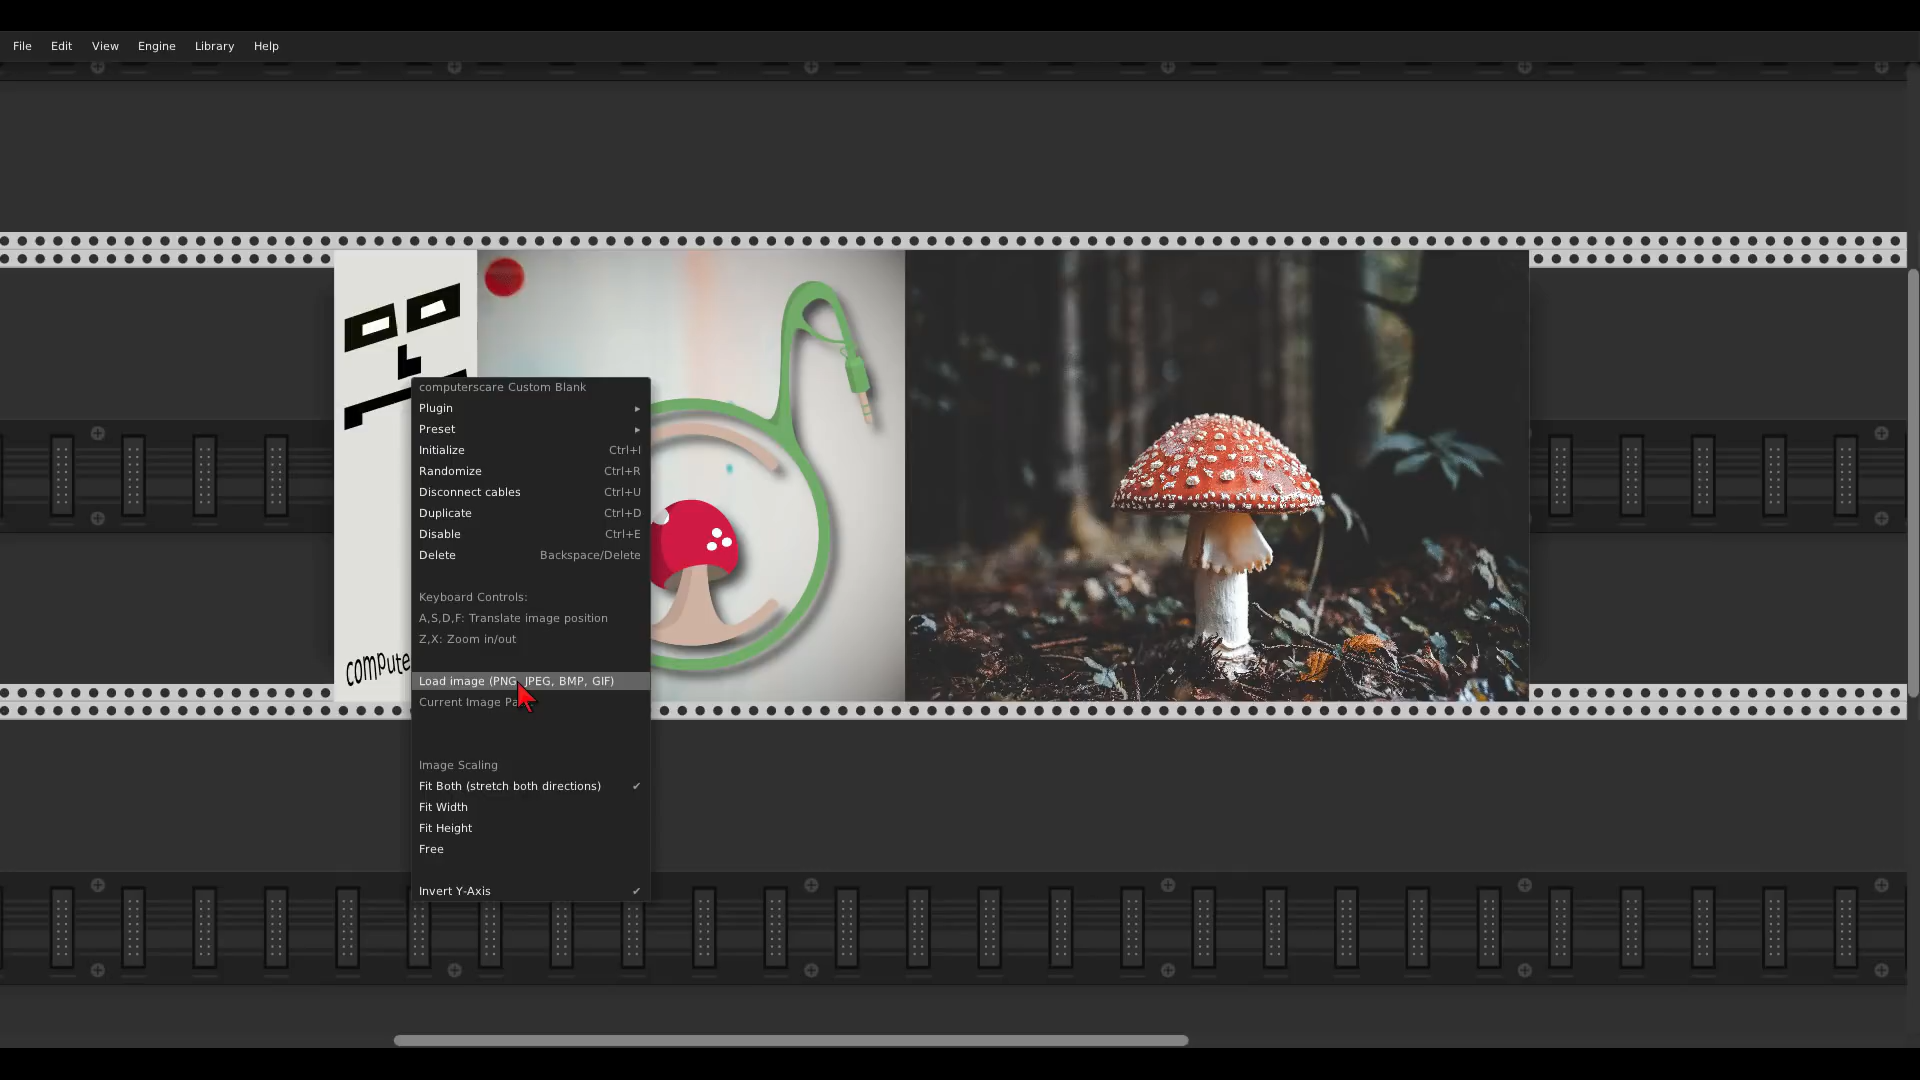 File Edit View Engine Library Help
computerscare Custom Blank
Plugin ▸
Preset ▸
Initialize Ctrl+I
Randomize Ctrl+R
Disconnect cables Ctrl+U
Duplicate Ctrl+D
Disable Ctrl+E
Delete Backspace/Delete
Keyboard Controls:
A,S,D,F: Translate image position
Z,X: Zoom in/out
compute
Load image (PNG, JPEG, BMP, GIF)
Current Image
Image Scaling
Fit Both (stretch both directions) ✔
Fit Width
Fit Height
Free
Invert Y-Axis ✔